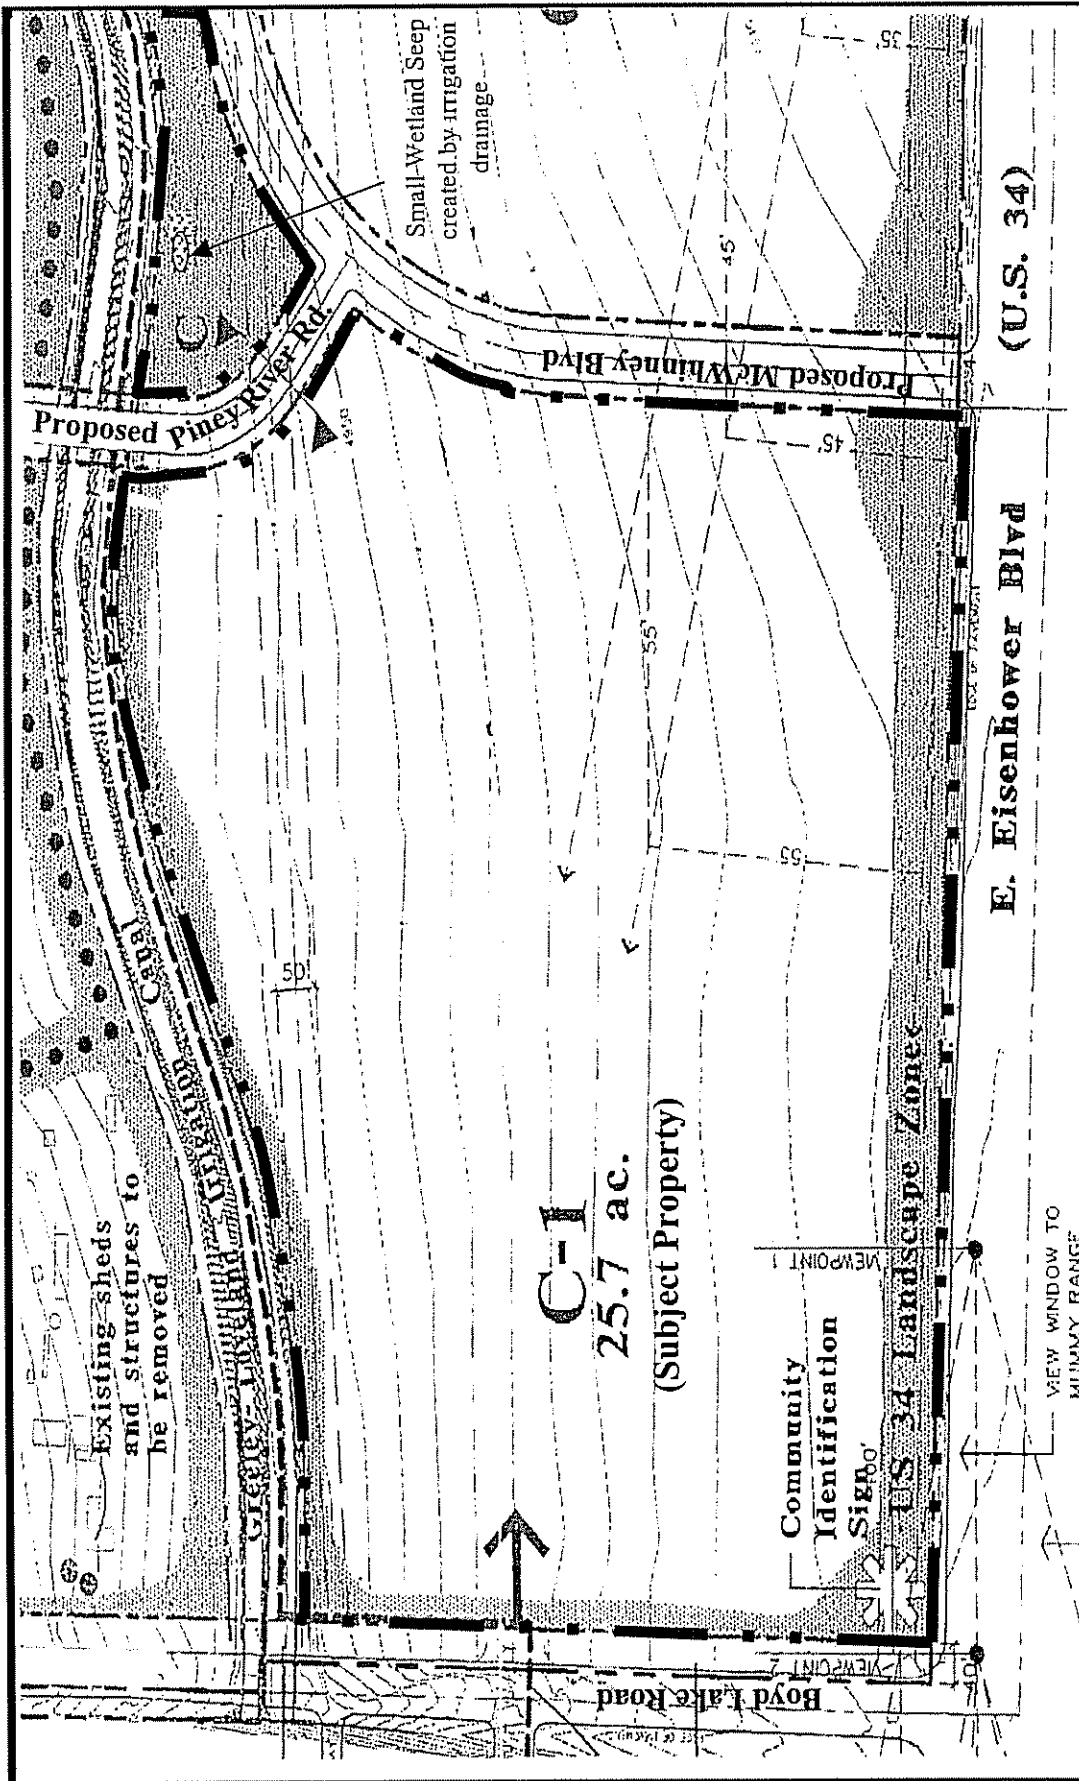 Small Wetland Seep
created by irrigation
drainage
Proposed Piney River Rd.
C
Proposed McWhinney Blvd
35'
45'
45'
55'
55
50'
Existing sheds
and structures to
be removed
Greeley- Loveland Irrigation Canal
C-1
25.7 ac.
(Subject Property)
Community
Identification
Sign
100'
US 34 Landscape Zone
VIEWPOINT 1
VIEWPOINT 2
Boyd Lake Road
E. Eisenhower Blvd (U.S. 34)
VIEW WINDOW TO
MUMMY RANGE